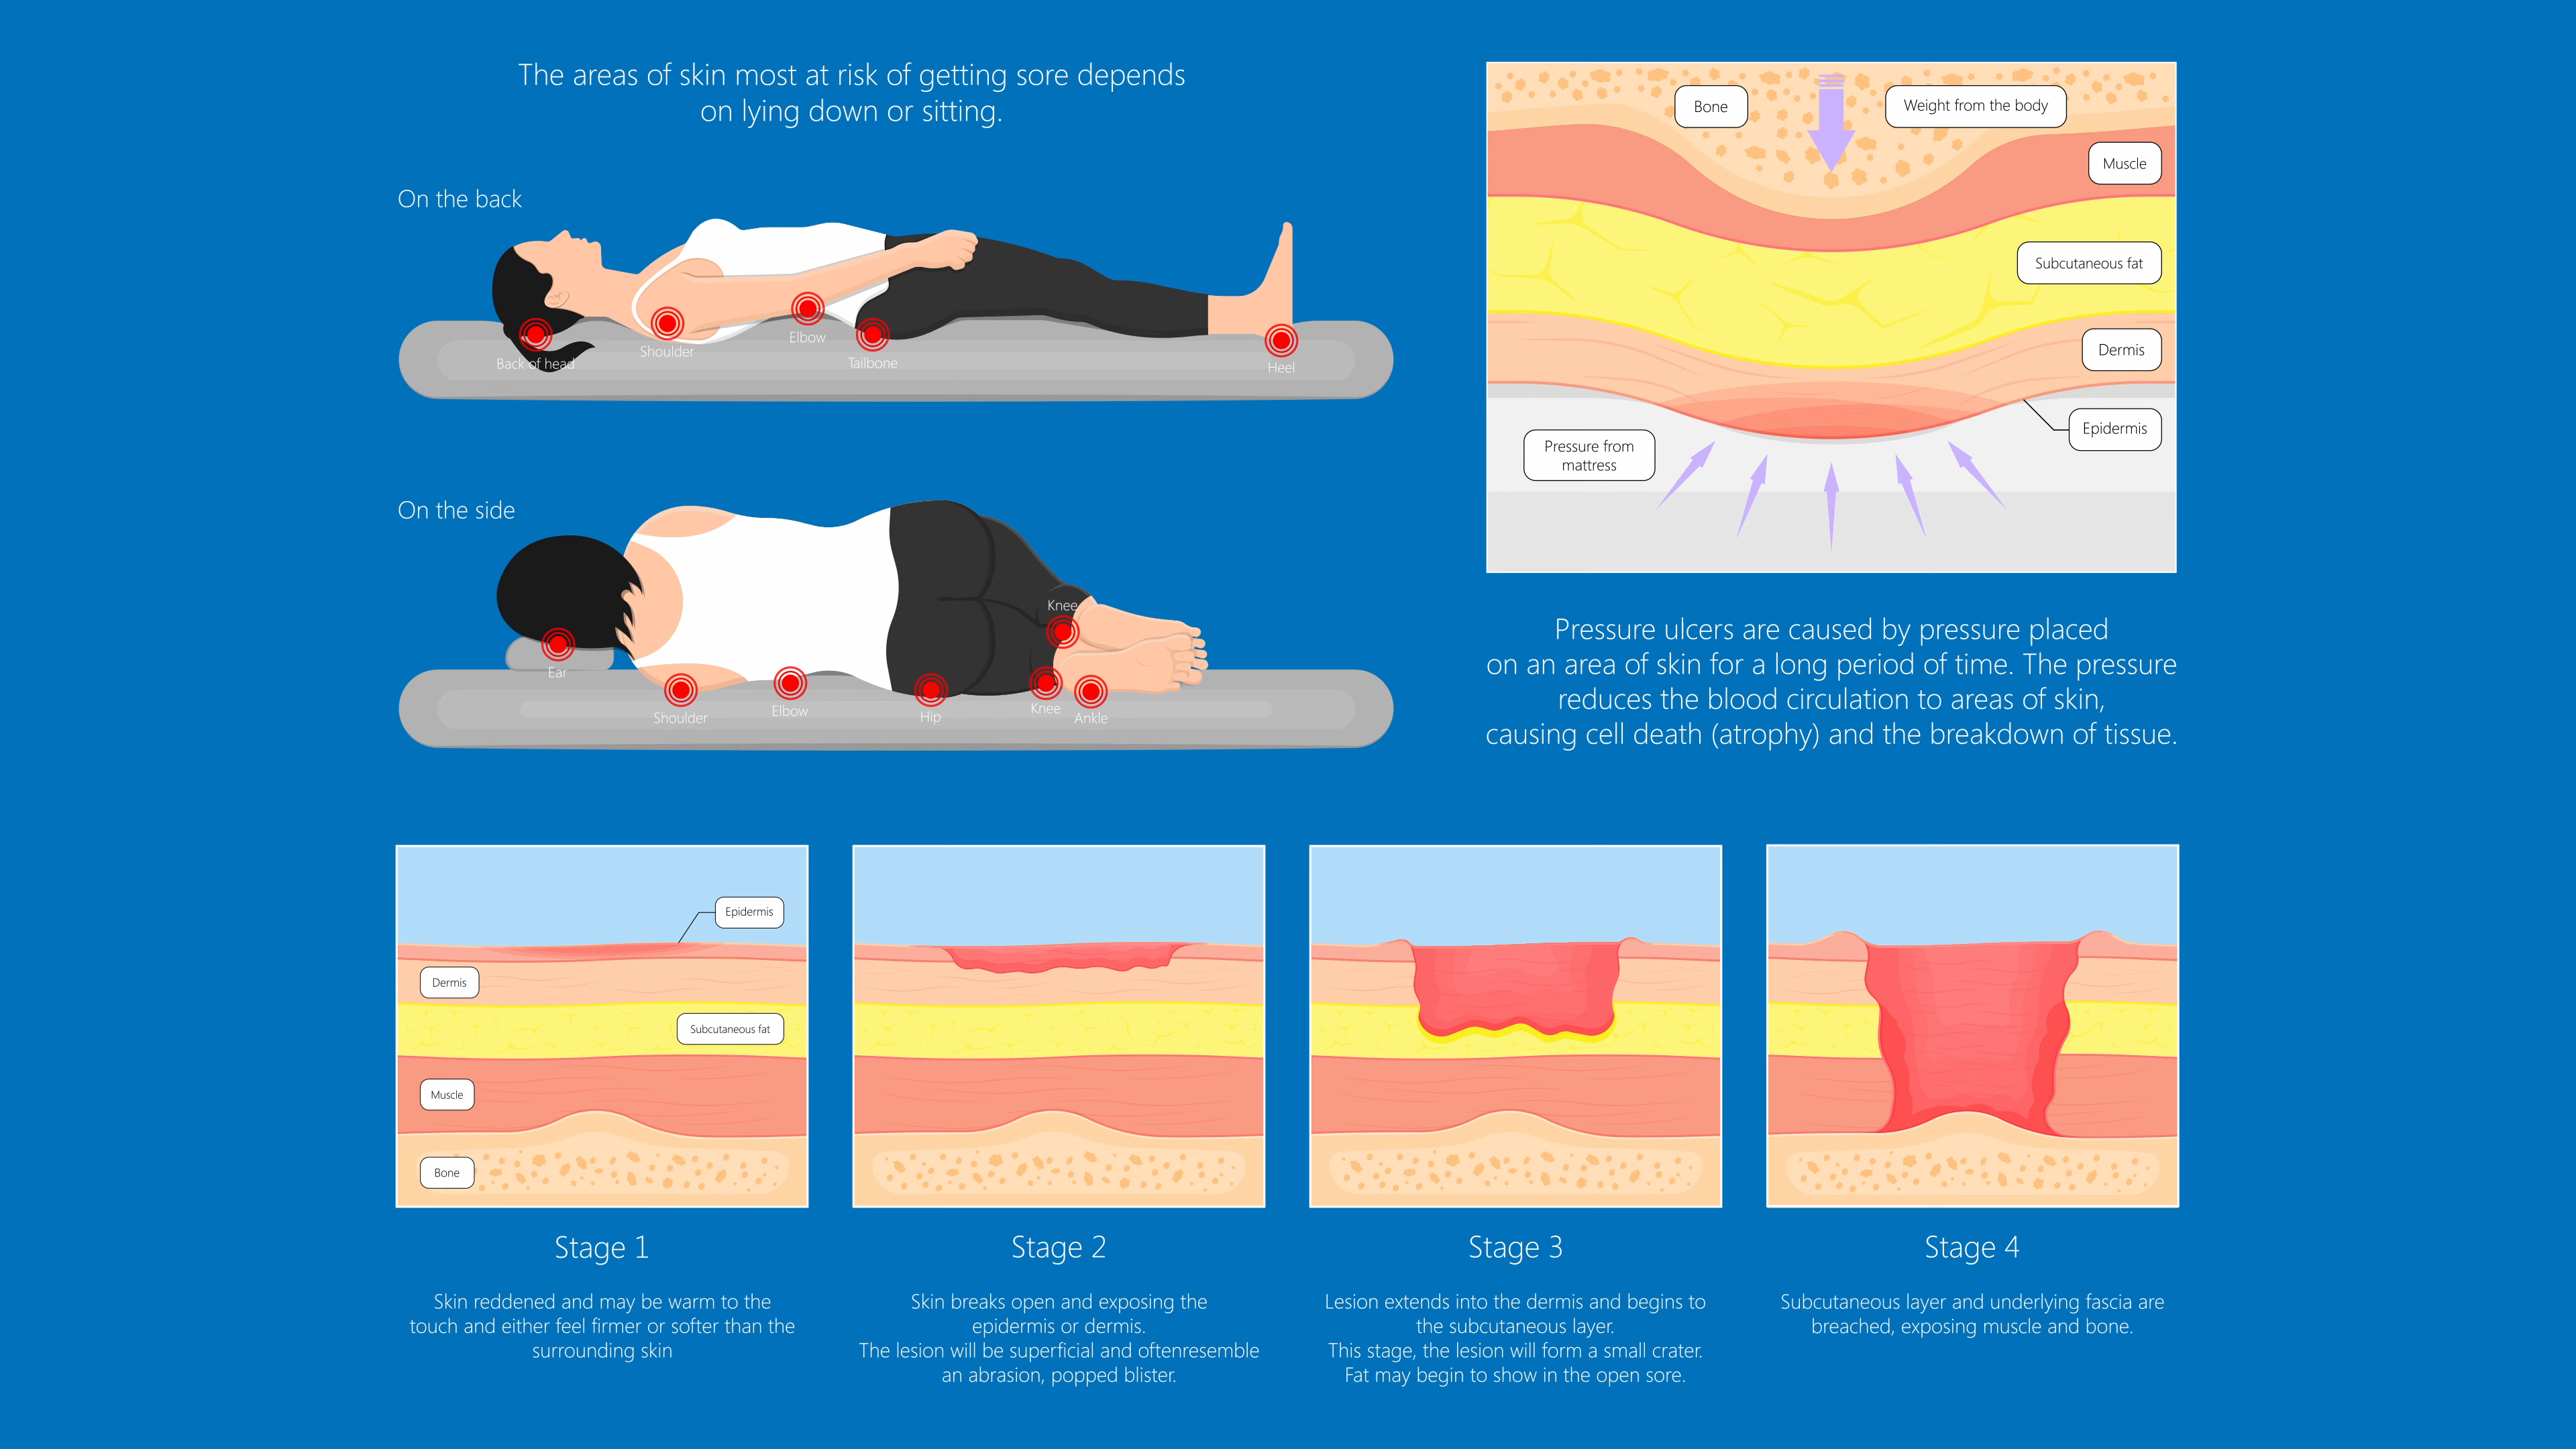 The areas of skin most at risk of getting sore depends
on lying down or sitting.
On the back
Back of head
Shoulder
Elbow
Tailbone
Heel
On the side
Ear
Shoulder
Elbow
Hip
Knee
Knee
Ankle
Bone
Weight from the body
Muscle
Subcutaneous fat
Dermis
Epidermis
Pressure from
mattress
Pressure ulcers are caused by pressure placed
on an area of skin for a long period of time. The pressure
reduces the blood circulation to areas of skin,
causing cell death (atrophy) and the breakdown of tissue.
Epidermis
Dermis
Subcutaneous fat
Muscle
Bone
Stage 1
Skin reddened and may be warm to the
touch and either feel firmer or softer than the
surrounding skin
Stage 2
Skin breaks open and exposing the
epidermis or dermis.
The lesion will be superficial and oftenresemble
an abrasion, popped blister.
Stage 3
Lesion extends into the dermis and begins to
the subcutaneous layer.
This stage, the lesion will form a small crater.
Fat may begin to show in the open sore.
Stage 4
Subcutaneous layer and underlying fascia are
breached, exposing muscle and bone.